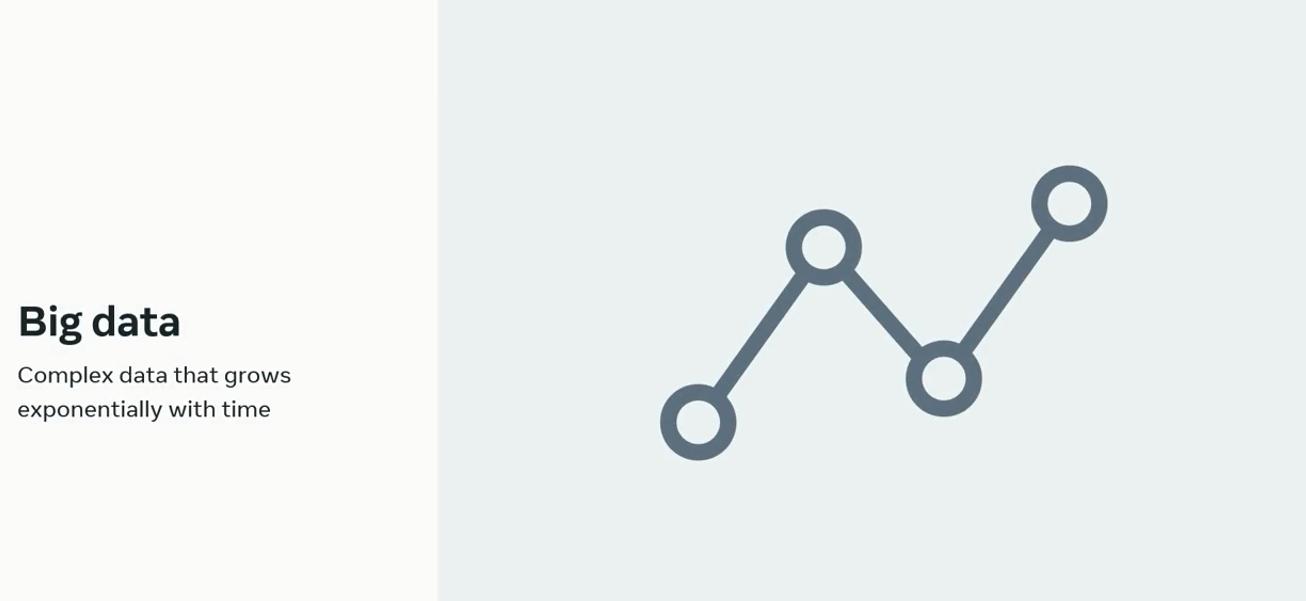 Big data
Complex data that grows
exponentially with time